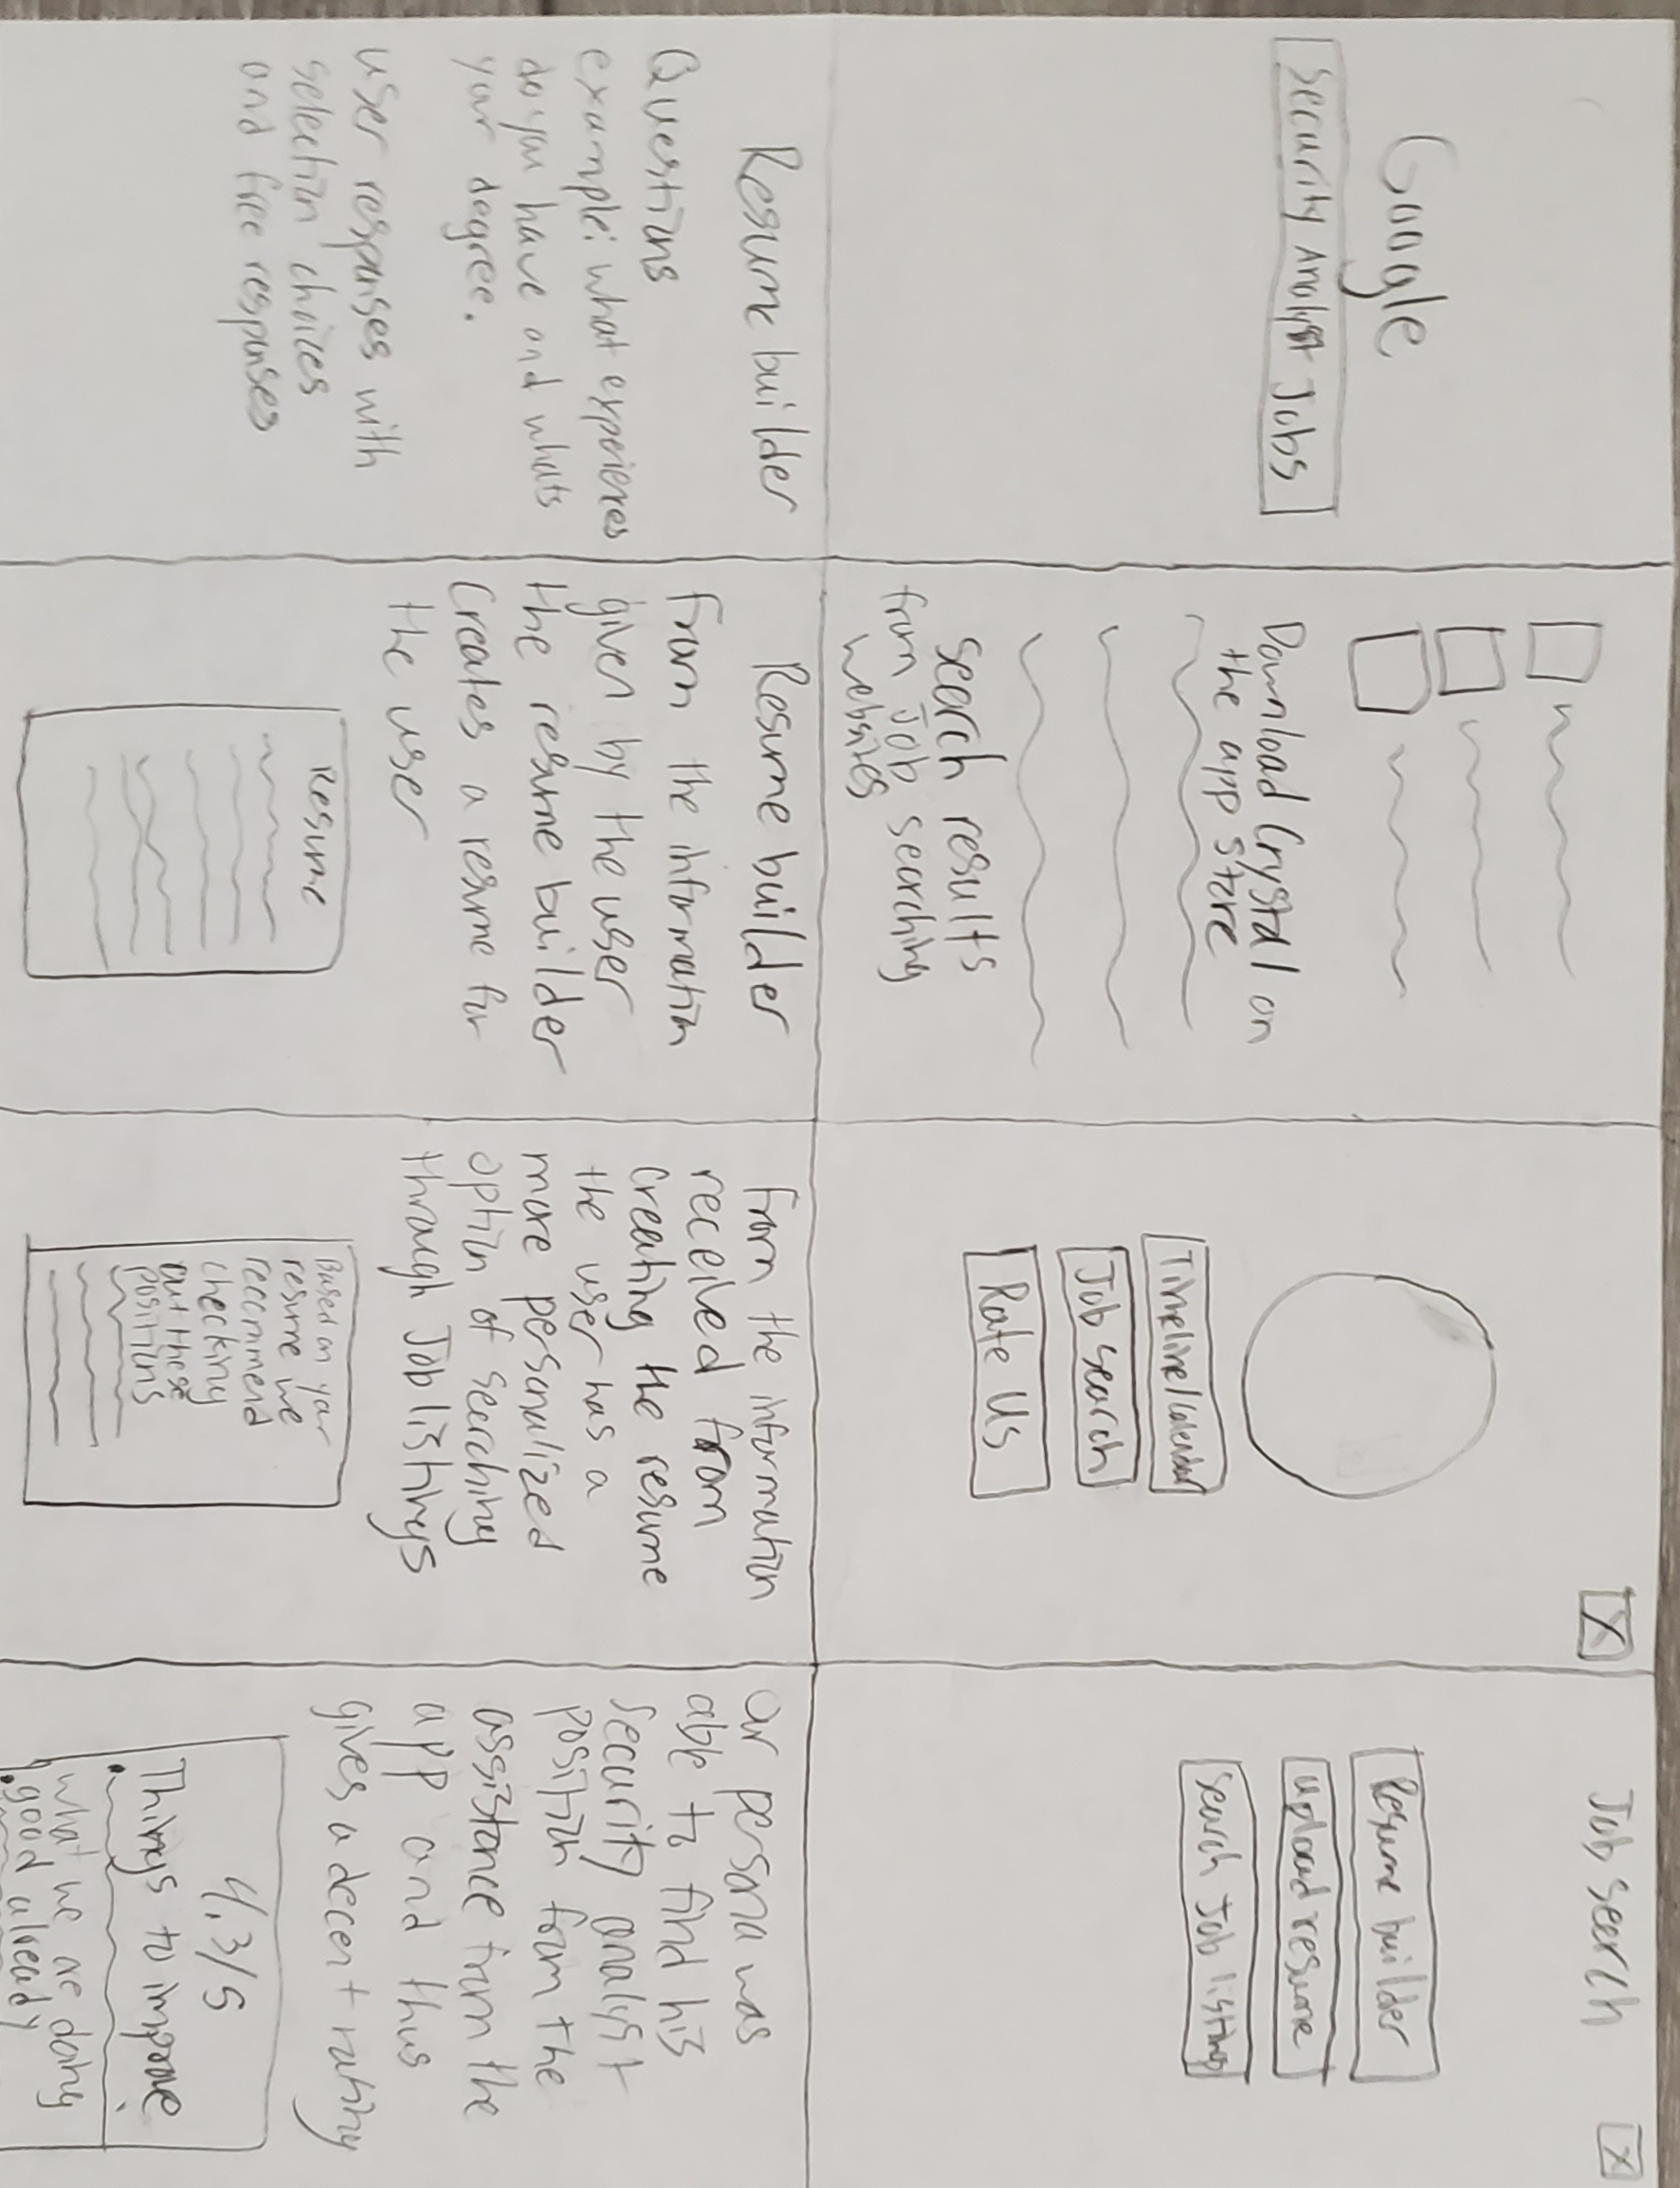 Google
Security Analyst Jobs
Download Crystal on
the app store
search results
from Job searching
websites
X
Timeline/Calendar
Job search
Rate Us
Job Search
X
Resume builder
upload resume
search Job listings
Resume builder
Questions
example: what experiences
do you have and whats
your degree.
user responses with
selection choices
and free responses
Resume builder
from the information
given by the user
the resume builder
creates a resume for
the user
Resume
from the information
received from
creating the resume
the user has a
more personalized
option of searching
through Job listings
Based on your
resume we
reccomend
checking
out these
positions
Our persona was
able to find his
security analyst
position from the
assistance from the
app and thus
gives a decent rating
4.3/5
Things to improve
what we are doing
good already